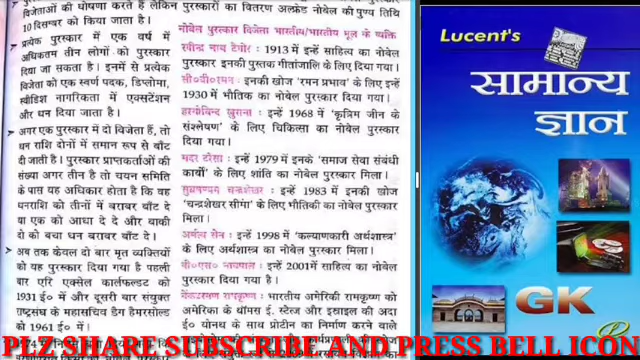 विजेताओं की घोषणा करते हैं लेकिन पुरस्कारों का वितरण अल्फ्रेड नोबेल की पुण्य तिथि
10 दिसम्बर को किया जाता है।
प्रत्येक पुरस्कार में एक वर्ष में
अधिकतम तीन लोगों को पुरस्कार
दिया जा सकता है। इनमें से प्रत्येक
विजेता को एक स्वर्ण पदक, डिप्लोमा,
स्वीडिश नागरिकता में एक्सटेंशन
और धन दिया जाता है।
अगर एक पुरस्कार में दो विजेता हैं, तो
धन राशि दोनों में समान रूप से बाँट
दी जाती है। पुरस्कार प्राप्तकर्ताओं की
संख्या अगर तीन है तो चयन समिति
के पास यह अधिकार होता है कि वह
धनराशि को तीनों में बराबर बाँट दे
या एक को आधा दे दे और बाकी
दो को बचा धन बराबर बाँट दे।
अब तक केवल दो बार मृत व्यक्तियों
को यह पुरस्कार दिया गया है पहली
बार एरि एक्सेल कार्लफल्डट को
1931 ई० में और दूसरी बार संयुक्त
राष्ट्रसंघ के महासचिव डैग हैमरसोल्ड
को 1961 ई० में।
नोबेल पुरस्कार विजेता भारतीय/भारतीय मूल के व्यक्ति
रवीन्द्र नाथ टैगोर : 1913 में इन्हें साहित्य का नोबेल
पुरस्कार इनकी पुस्तक गीतांजलि के लिए दिया गया।
सी०वी०रमन : इनकी खोज 'रमन प्रभाव' के लिए इन्हें
1930 में भौतिक का नोबेल पुरस्कार दिया गया।
हरगोविन्द खुराना : इन्हें 1968 में 'कृत्रिम जीन के
संश्लेषण' के लिए चिकित्सा का नोबेल पुरस्कार
दिया गया।
मदर टेरेसा : इन्हें 1979 में इनके 'समाज सेवा संबंधी
कार्यों' के लिए शांति का नोबेल पुरस्कार मिला।
सुब्रमण्यम चन्द्रशेखर : इन्हें 1983 में इनकी खोज
'चन्द्रशेखर सीमा' के लिए भौतिकी का नोबेल पुरस्कार
मिला।
अमर्त्य सेन : इन्हें 1998 में 'कल्याणकारी अर्थशास्त्र'
के लिए अर्थशास्त्र का नोबेल पुरस्कार मिला।
वी०एस० नायपाल : इन्हें 2001में साहित्य का नोबेल
पुरस्कार दिया गया है।
वेंकटरमण रामकृष्णन : भारतीय अमेरिकी रामकृष्ण को
अमेरिका के थॉमस ई. स्टेज और इस्राइल की अदा
ई० योनथ के साथ प्रोटीन का निर्माण करने वाले
Lucent's
सामान्य
ज्ञान
GK
PLZ SHARE SUBSCRIBE AND PRESS BELL ICON